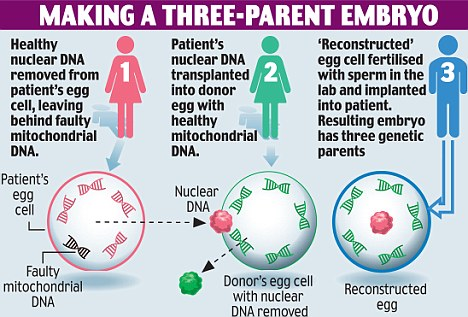 MAKING A THREE-PARENT EMBRYO
Healthy
nuclear DNA
removed from
patient's egg
cell, leaving
behind faulty
mitochondrial
DNA.
1
Patient's
nuclear DNA
transplanted
into donor
egg with
healthy
mitochondrial
DNA.
2
‘Reconstructed’
egg cell fertilised
with sperm in the
lab and implanted
into patient.
Resulting embryo
has three genetic
parents
3
Patient's
egg
cell
Faulty
mitochondrial
DNA
Nuclear
DNA
Donor's egg cell
with nuclear
DNA removed
Reconstructed
egg